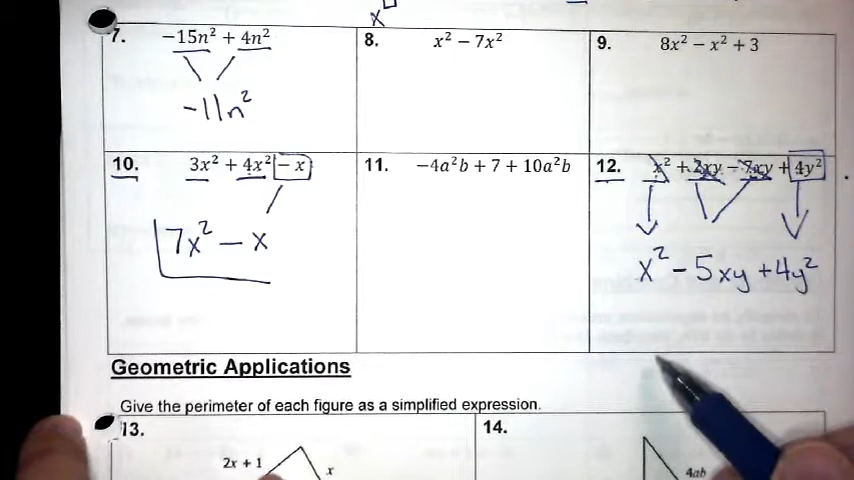 x
7. -15n² + 4n²
-11n²
8. x² - 7x²
9. 8x² - x² + 3
10. 3x² + 4x² - x
7x² - x
11. -4a²b + 7 + 10a²b
12. x² + 2xy - 7xy + 4y²
x² - 5xy + 4y²
Geometric Applications
Give the perimeter of each figure as a simplified expression.
13.
2x + 1
x
14.
4ab